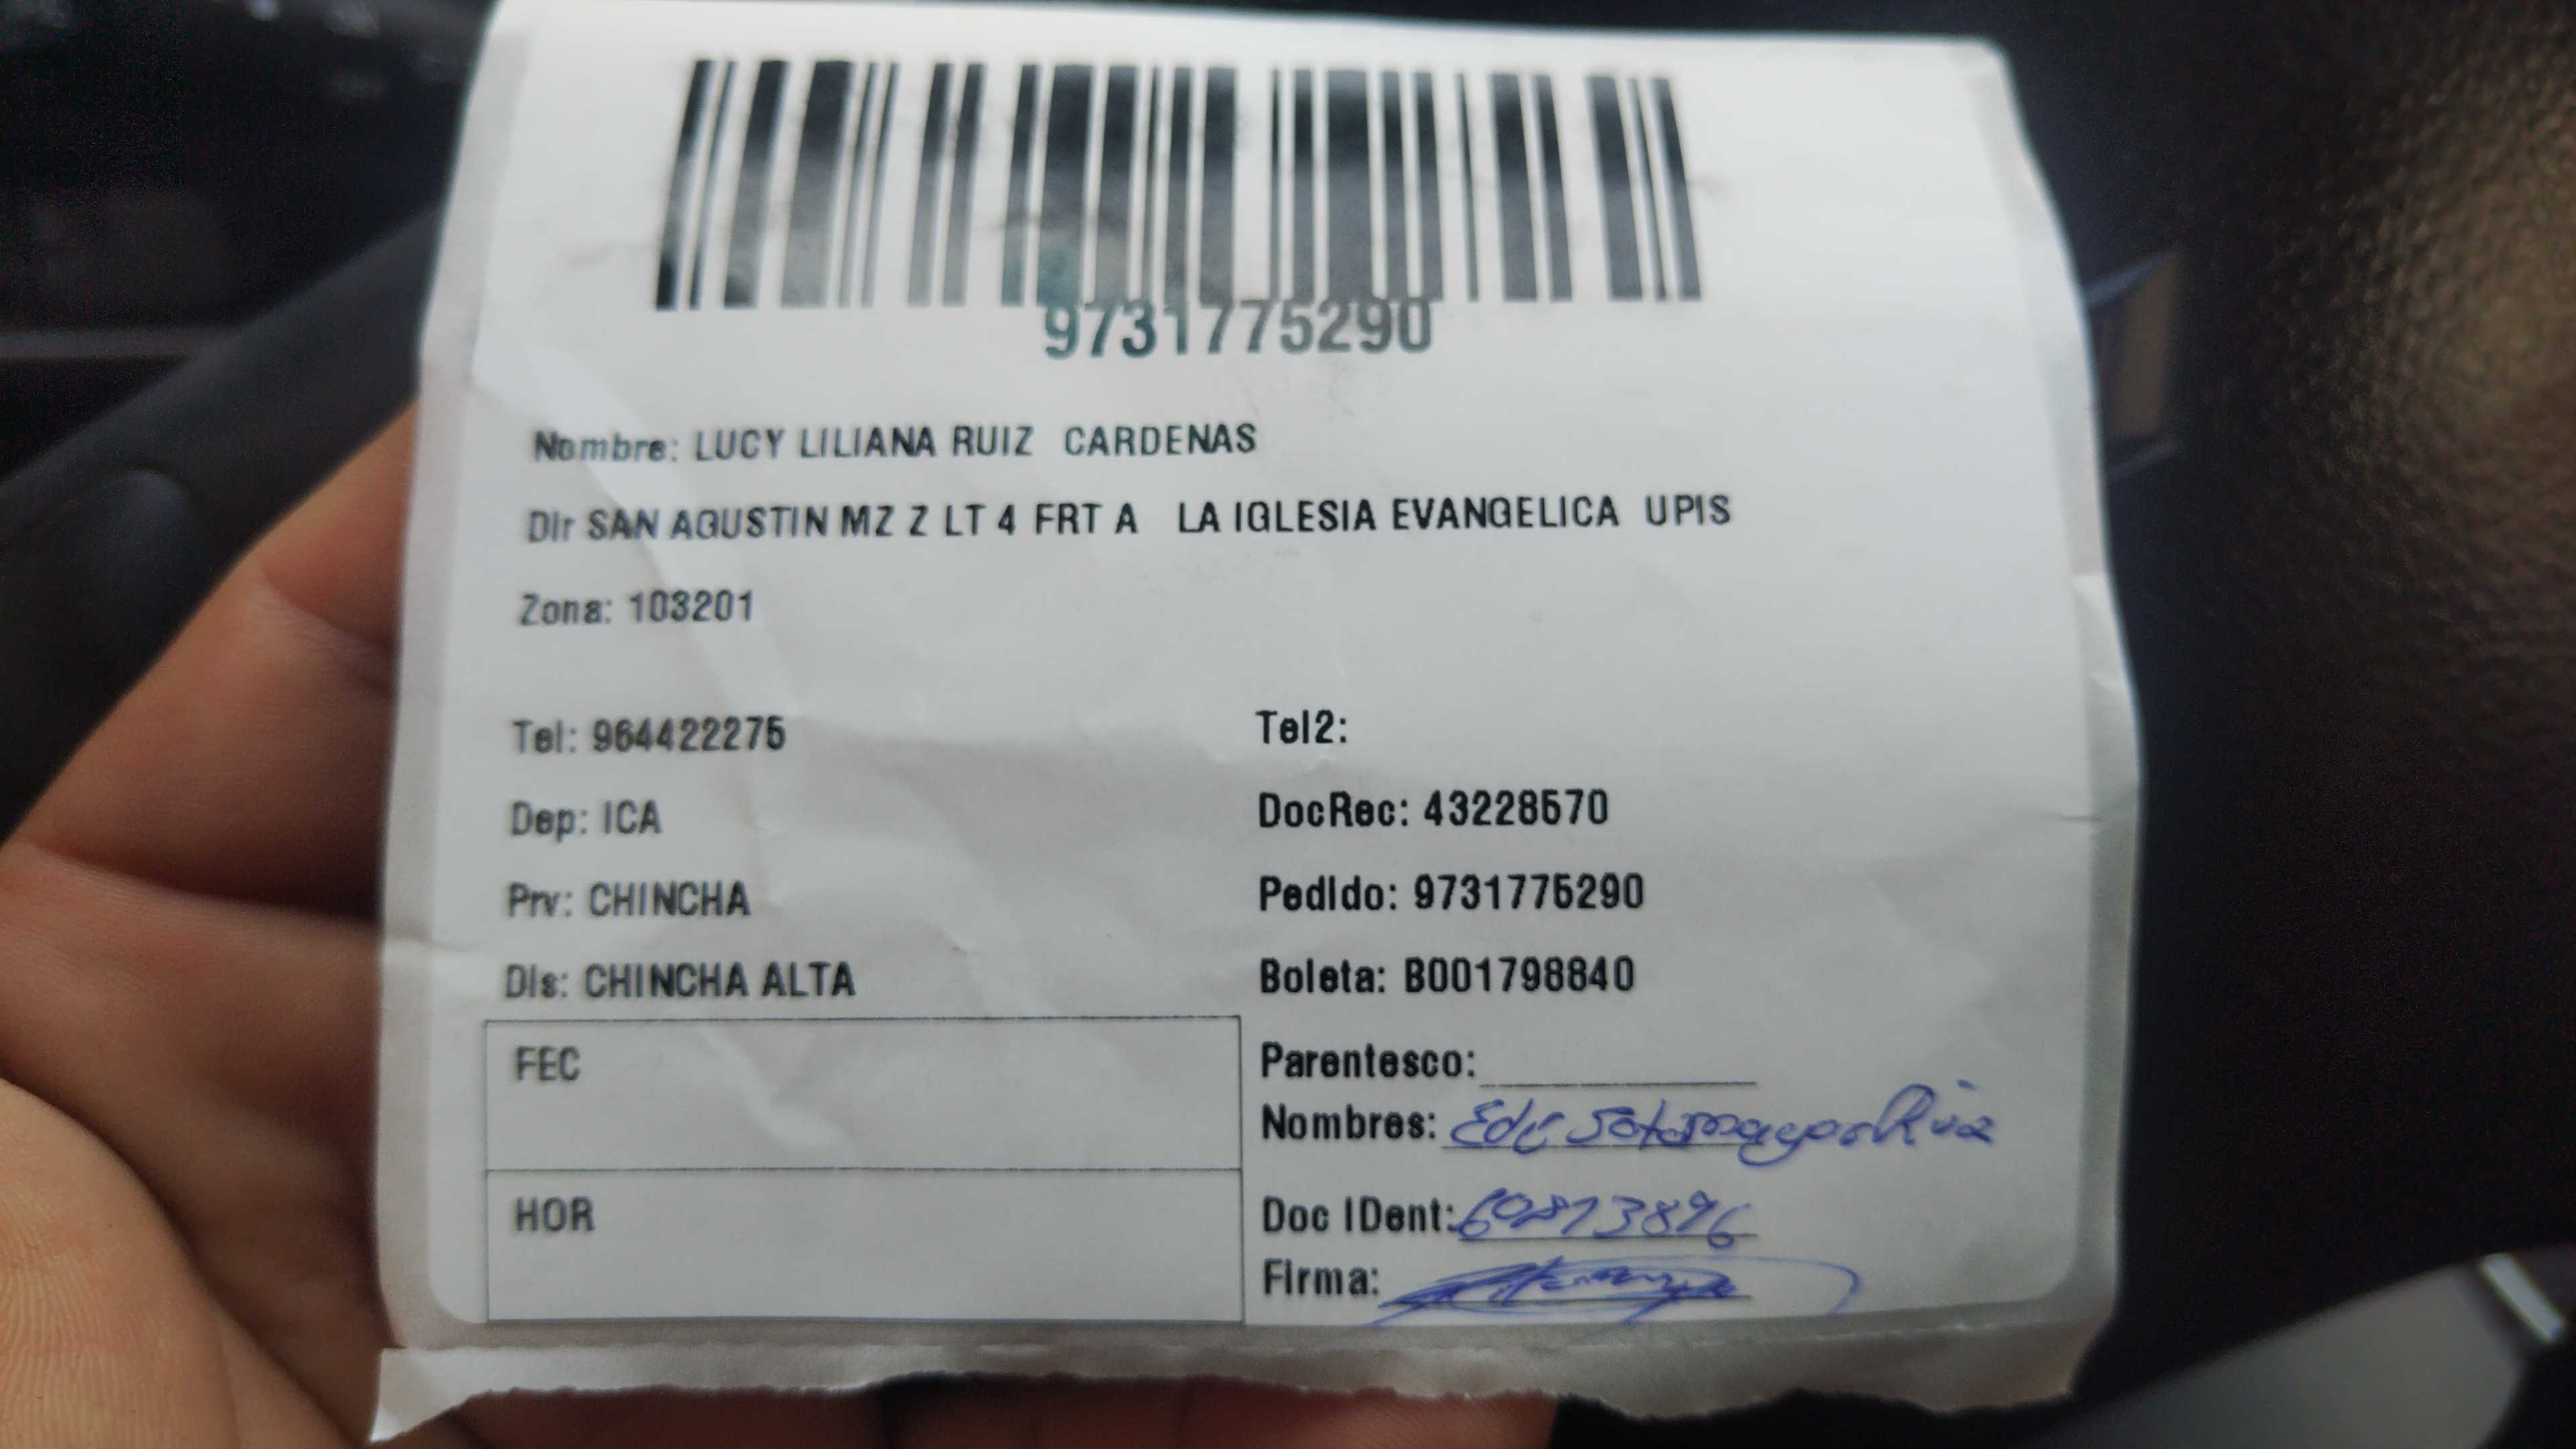 9731775290
Nombre: LUCY LILIANA RUIZ CARDENAS
Dir SAN AGUSTIN MZ Z LT 4 FRT A LA IGLESIA EVANGELICA UPIS
Zona: 103201
Tel: 964422275 Tel2:
Dep: ICA DocRec: 43228570
Prv: CHINCHA Pedido: 9731775290
Dis: CHINCHA ALTA Boleta: B001798840
FEC Parentesco:
Nombres: Sotomayor
HOR Doc IDent:
Firma: